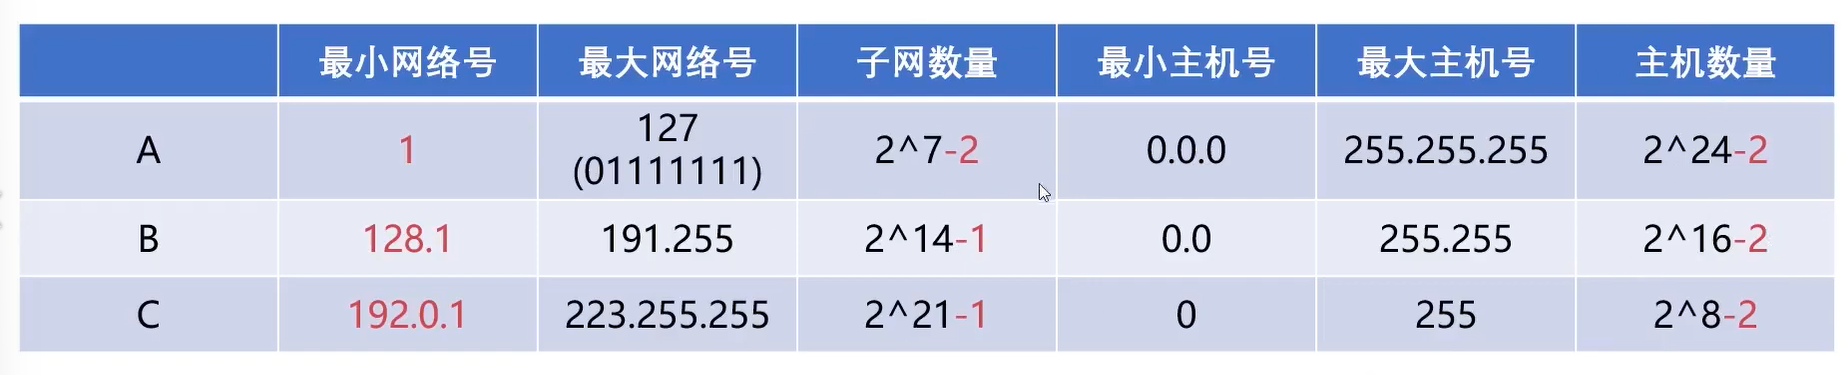 最小网络号 最大网络号 子网数量 最小主机号 最大主机号 主机数量
A 1 127 (01111111) 2^7-2 0.0.0 255.255.255 2^24-2
B 128.1 191.255 2^14-1 0.0 255.255 2^16-2
C 192.0.1 223.255.255 2^21-1 0 255 2^8-2